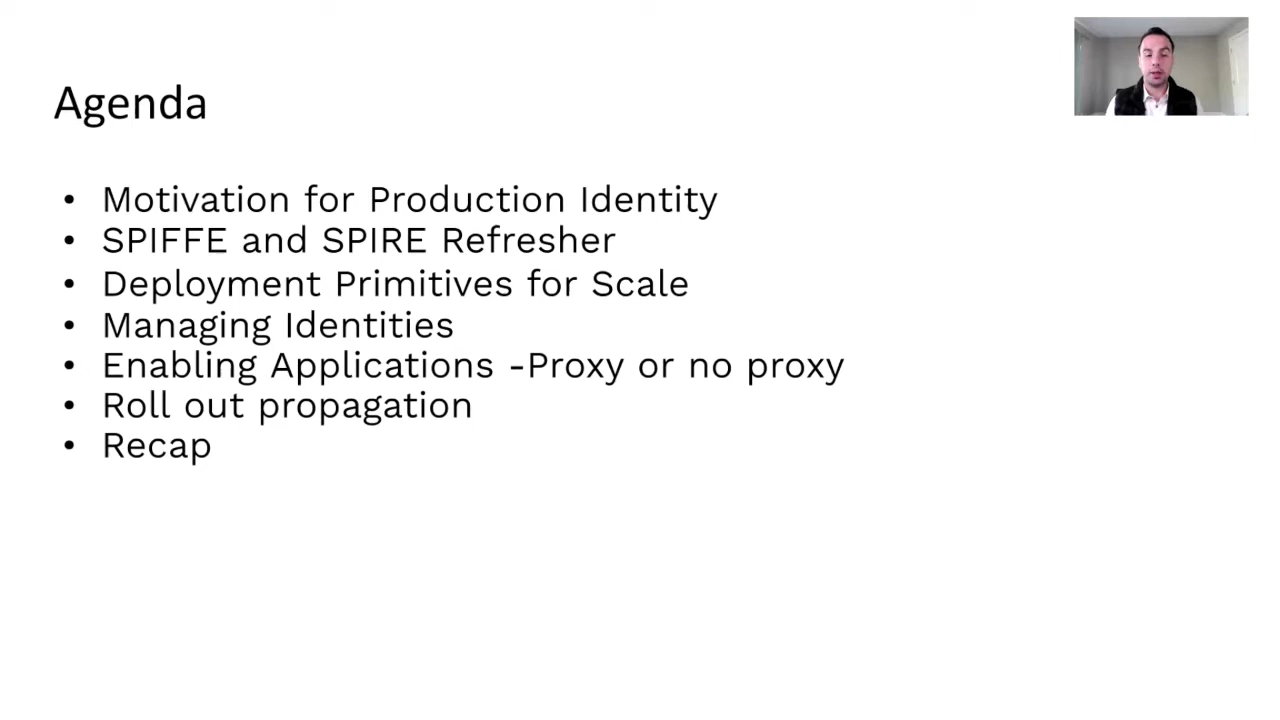 Agenda
• Motivation for Production Identity
• SPIFFE and SPIRE Refresher
• Deployment Primitives for Scale
• Managing Identities
• Enabling Applications -Proxy or no proxy
• Roll out propagation
• Recap